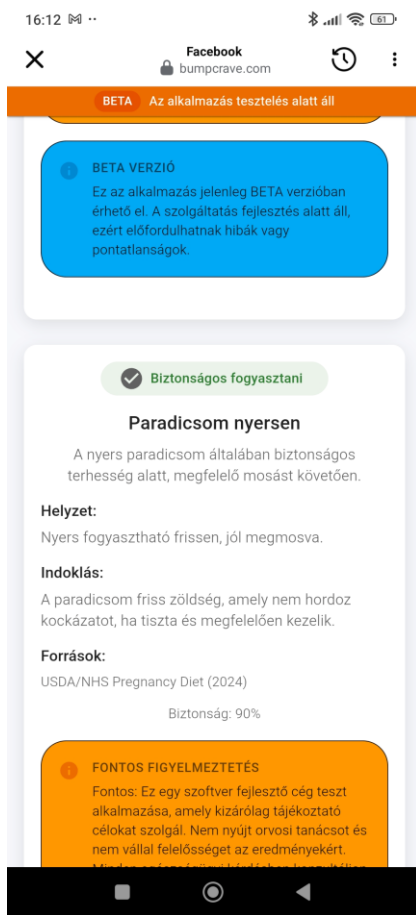 16:12
61
Facebook
bumpcrave.com
BETA Az alkalmazás tesztelés alatt áll
BETA VERZIÓ
Ez az alkalmazás jelenleg BETA verzióban
érhető el. A szolgáltatás fejlesztés alatt áll,
ezért előfordulhatnak hibák vagy
pontatlanságok.
Biztonságos fogyasztani
Paradicsom nyersen
A nyers paradicsom általában biztonságos
terhesség alatt, megfelelő mosást követően.
Helyzet:
Nyers fogyasztható frissen, jól megmosva.
Indoklás:
A paradicsom friss zöldség, amely nem hordoz
kockázatot, ha tiszta és megfelelően kezelik.
Források:
USDA/NHS Pregnancy Diet (2024)
Biztonság: 90%
FONTOS FIGYELMEZTETÉS
Fontos: Ez egy szoftver fejlesztő cég teszt
alkalmazása, amely kizárólag tájékoztató
célokat szolgál. Nem nyújt orvosi tanácsot és
nem vállal felelősséget az eredményekért.